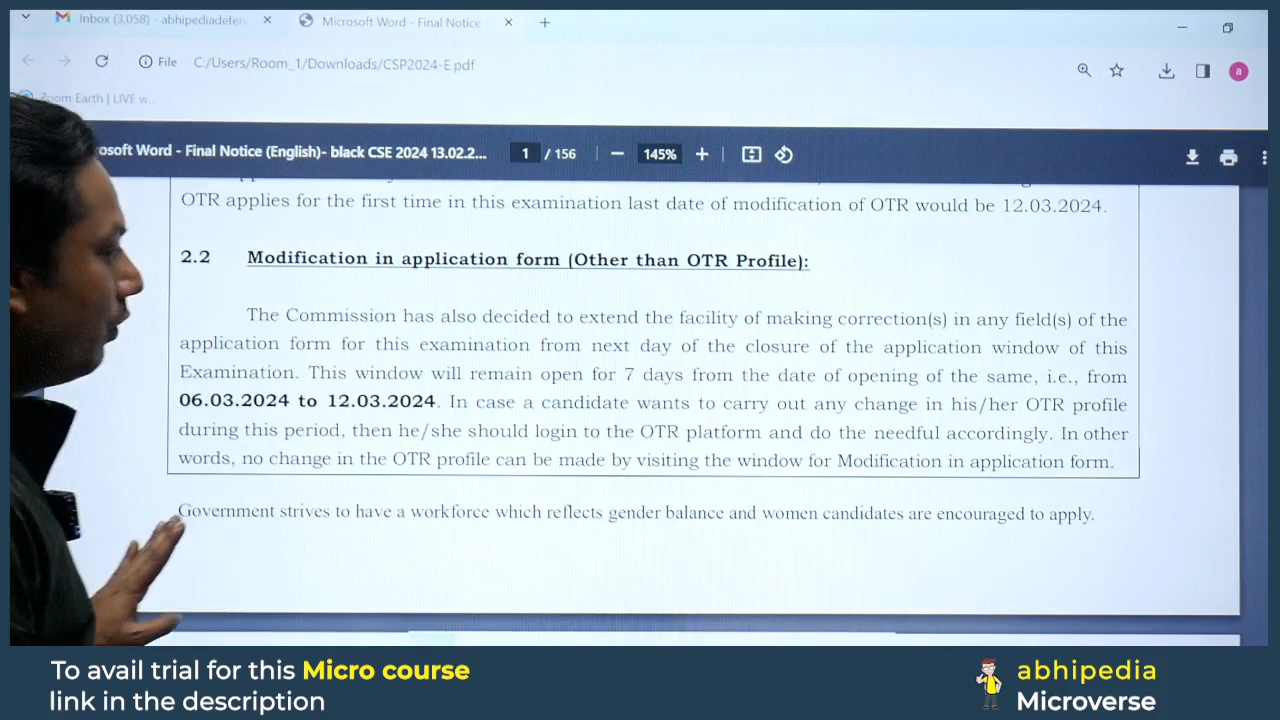 Inbox (3,058) - abhipediadefen
Microsoft Word - Final Notice
File C:/Users/Room_1/Downloads/CSP2024-E.pdf
a
Zoom Earth | LIVE w...
osoft Word - Final Notice (English)- black CSE 2024 13.02.2... 1 / 156 145%
OTR applies for the first time in this examination last date of modification of OTR would be 12.03.2024.
2.2 Modification in application form (Other than OTR Profile):
The Commission has also decided to extend the facility of making correction(s) in any field(s) of the
application form for this examination from next day of the closure of the application window of this
Examination. This window will remain open for 7 days from the date of opening of the same, i.e., from
06.03.2024 to 12.03.2024. In case a candidate wants to carry out any change in his/her OTR profile
during this period, then he/she should login to the OTR platform and do the needful accordingly. In other
words, no change in the OTR profile can be made by visiting the window for Modification in application form.
Government strives to have a workforce which reflects gender balance and women candidates are encouraged to apply.
To avail trial for this Micro course
link in the description
abhipedia
Microverse